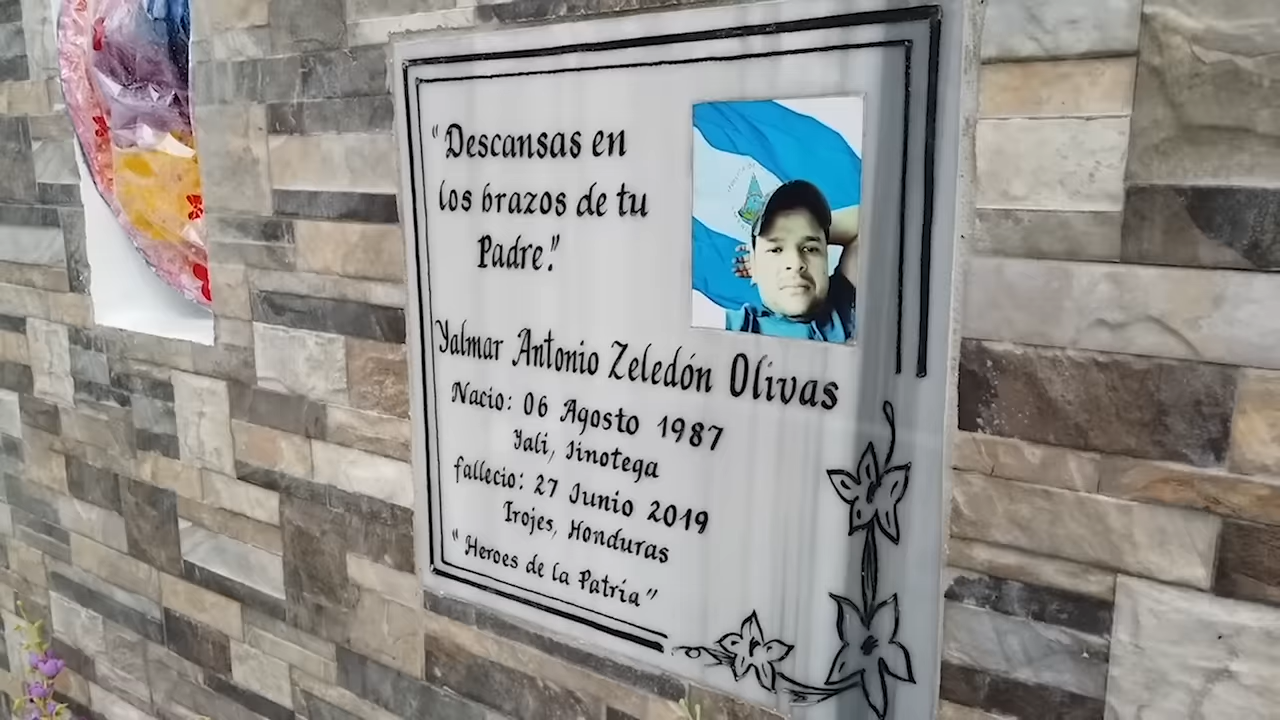 "Descansas en
los brazos de tu
Padre."
Yalmar Antonio Zeledón Olivas
Nacio: 06 Agosto 1987
Yali, Jinotega
falleció: 27 Junio 2019
Trojes, Honduras
"Heroes de la Patria"